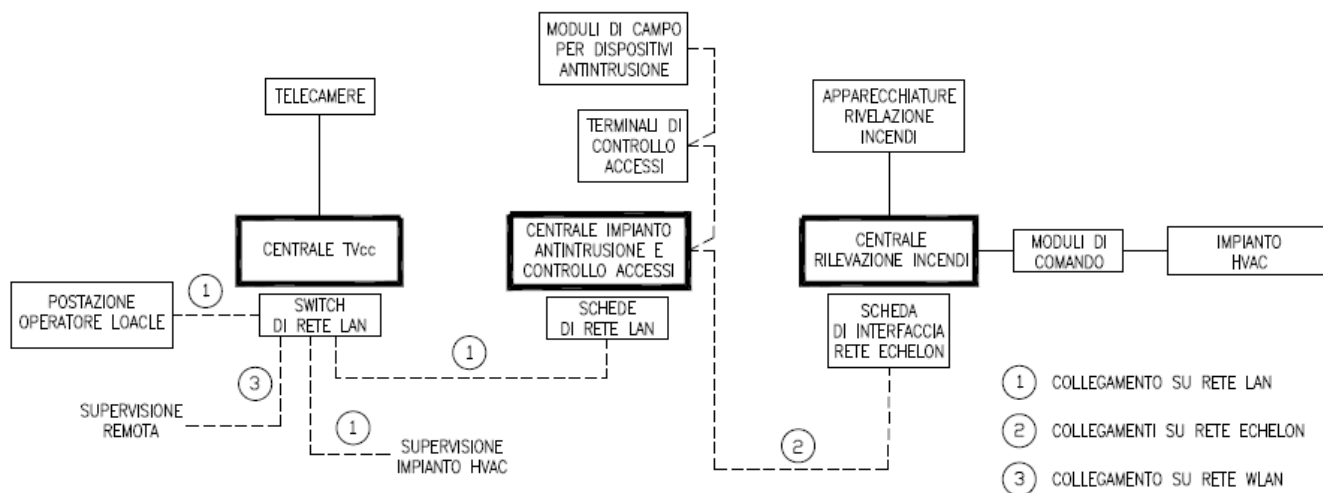 MODULI DI CAMPO
PER DISPOSITIVI
ANTINTRUSIONE
TELECAMERE
APPARECCHIATURE
RIVELAZIONE
INCENDI
TERMINALI DI
CONTROLLO
ACCESSI
CENTRALE TVcc
CENTRALE IMPIANTO
ANTINTRUSIONE E
CONTROLLO ACCESSI
CENTRALE
RILEVAZIONE INCENDI
MODULI DI
COMANDO
IMPIANTO
HVAC
POSTAZIONE
OPERATORE LOACLE
1
SWITCH
DI RETE LAN
SCHEDE
DI RETE LAN
SCHEDA
DI INTERFACCIA
RETE ECHELON
1
3
SUPERVISIONE
REMOTA
1
SUPERVISIONE
IMPIANTO HVAC
2
1 COLLEGAMENTO SU RETE LAN
2 COLLEGAMENTI SU RETE ECHELON
3 COLLEGAMENTO SU RETE WLAN